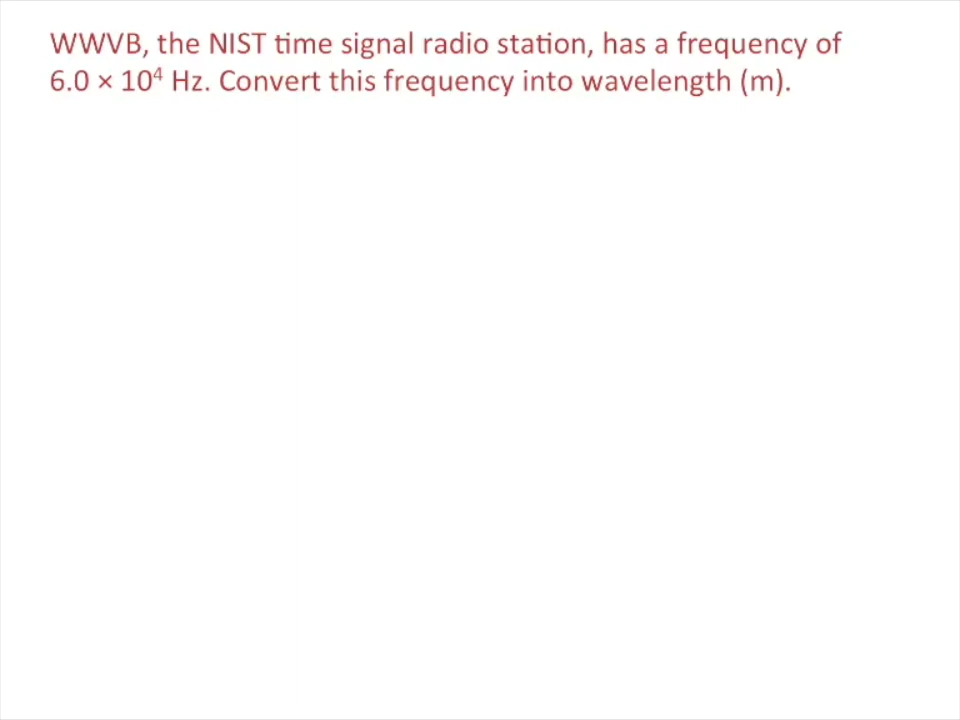 WWVB, the NIST time signal radio station, has a frequency of
6.0 × 10⁴ Hz. Convert this frequency into wavelength (m).